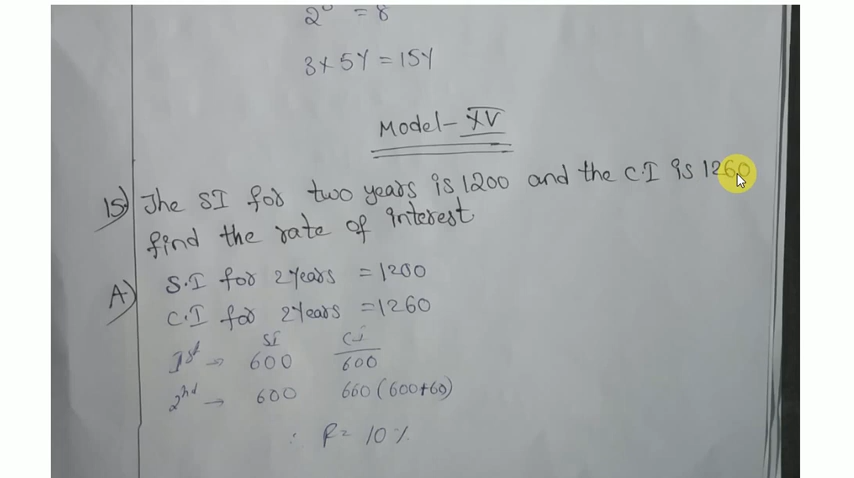 2³ = 8
3 x 5Y = 15Y
Model - XV
15) The SI for two years is 1200 and the C.I is 1260
find the rate of interest.
A) S.I for 2 years = 1200
C.I for 2 Years = 1260
SI CI
1st → 600 600
2nd → 600 660 (600+60)
∴ R = 10%